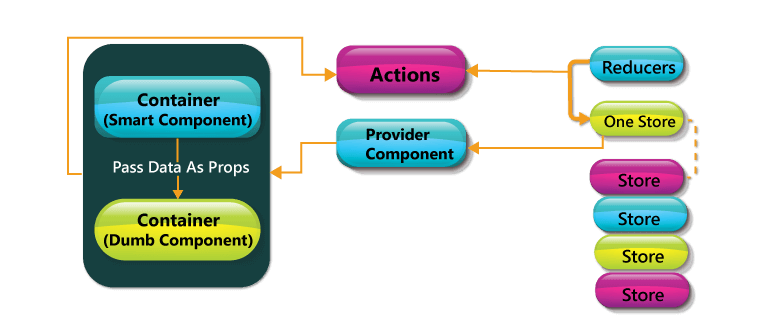 Container
(Smart Component)
Pass Data As Props
Container
(Dumb Component)
Actions
Provider
Component
Reducers
One Store
Store
Store
Store
Store